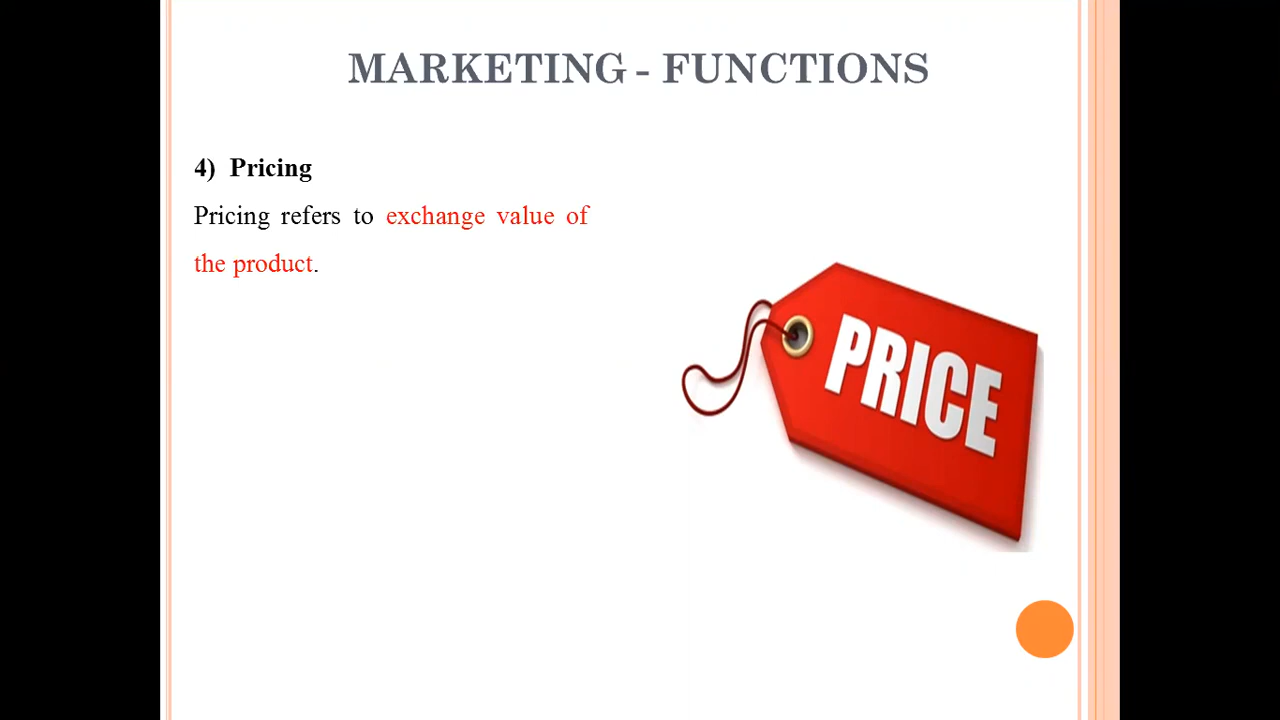 MARKETING - FUNCTIONS
4) Pricing
Pricing refers to exchange value of
the product.
PRICE